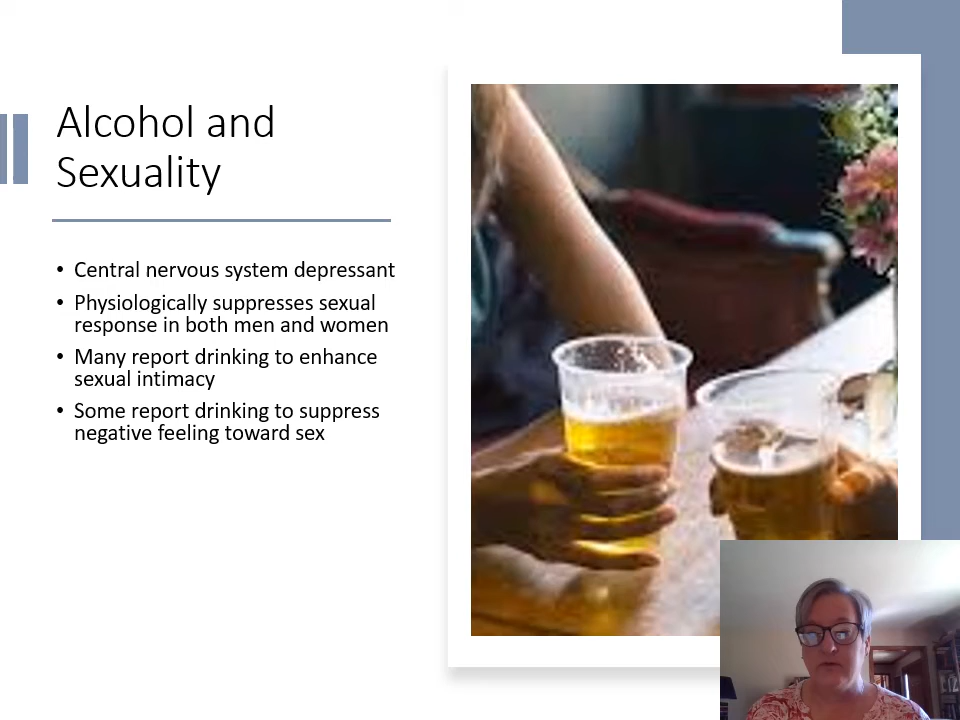 Alcohol and
Sexuality
• Central nervous system depressant
• Physiologically suppresses sexual
response in both men and women
• Many report drinking to enhance
sexual intimacy
• Some report drinking to suppress
negative feeling toward sex